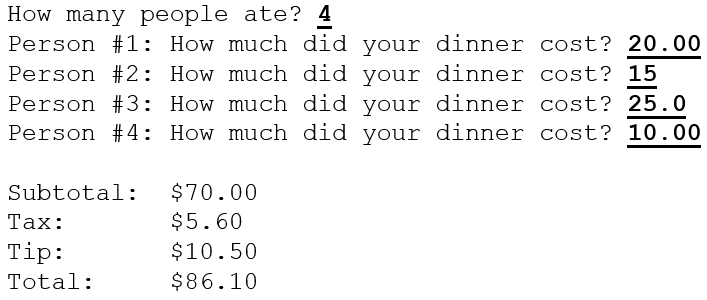 How many people ate? 4
Person #1: How much did your dinner cost? 20.00
Person #2: How much did your dinner cost? 15
Person #3: How much did your dinner cost? 25.0
Person #4: How much did your dinner cost? 10.00
Subtotal: $70.00
Tax: $5.60
Tip: $10.50
Total: $86.10